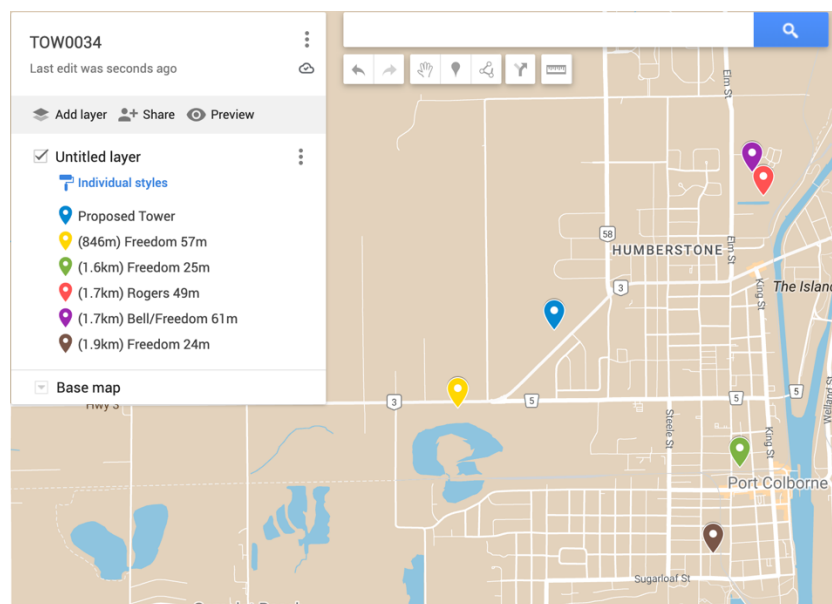 TOW0034
Last edit was seconds ago
Add layer
Share
Preview
Untitled layer
Individual styles
Proposed Tower
(846m) Freedom 57m
(1.6km) Freedom 25m
(1.7km) Rogers 49m
(1.7km) Bell/Freedom 61m
(1.9km) Freedom 24m
Base map
Elm St
58
HUMBERSTONE
Elm St
3
King St
The Island
3
5
5
5
Steele St
King St
Welland St
Port Colborne
Sugarloaf St